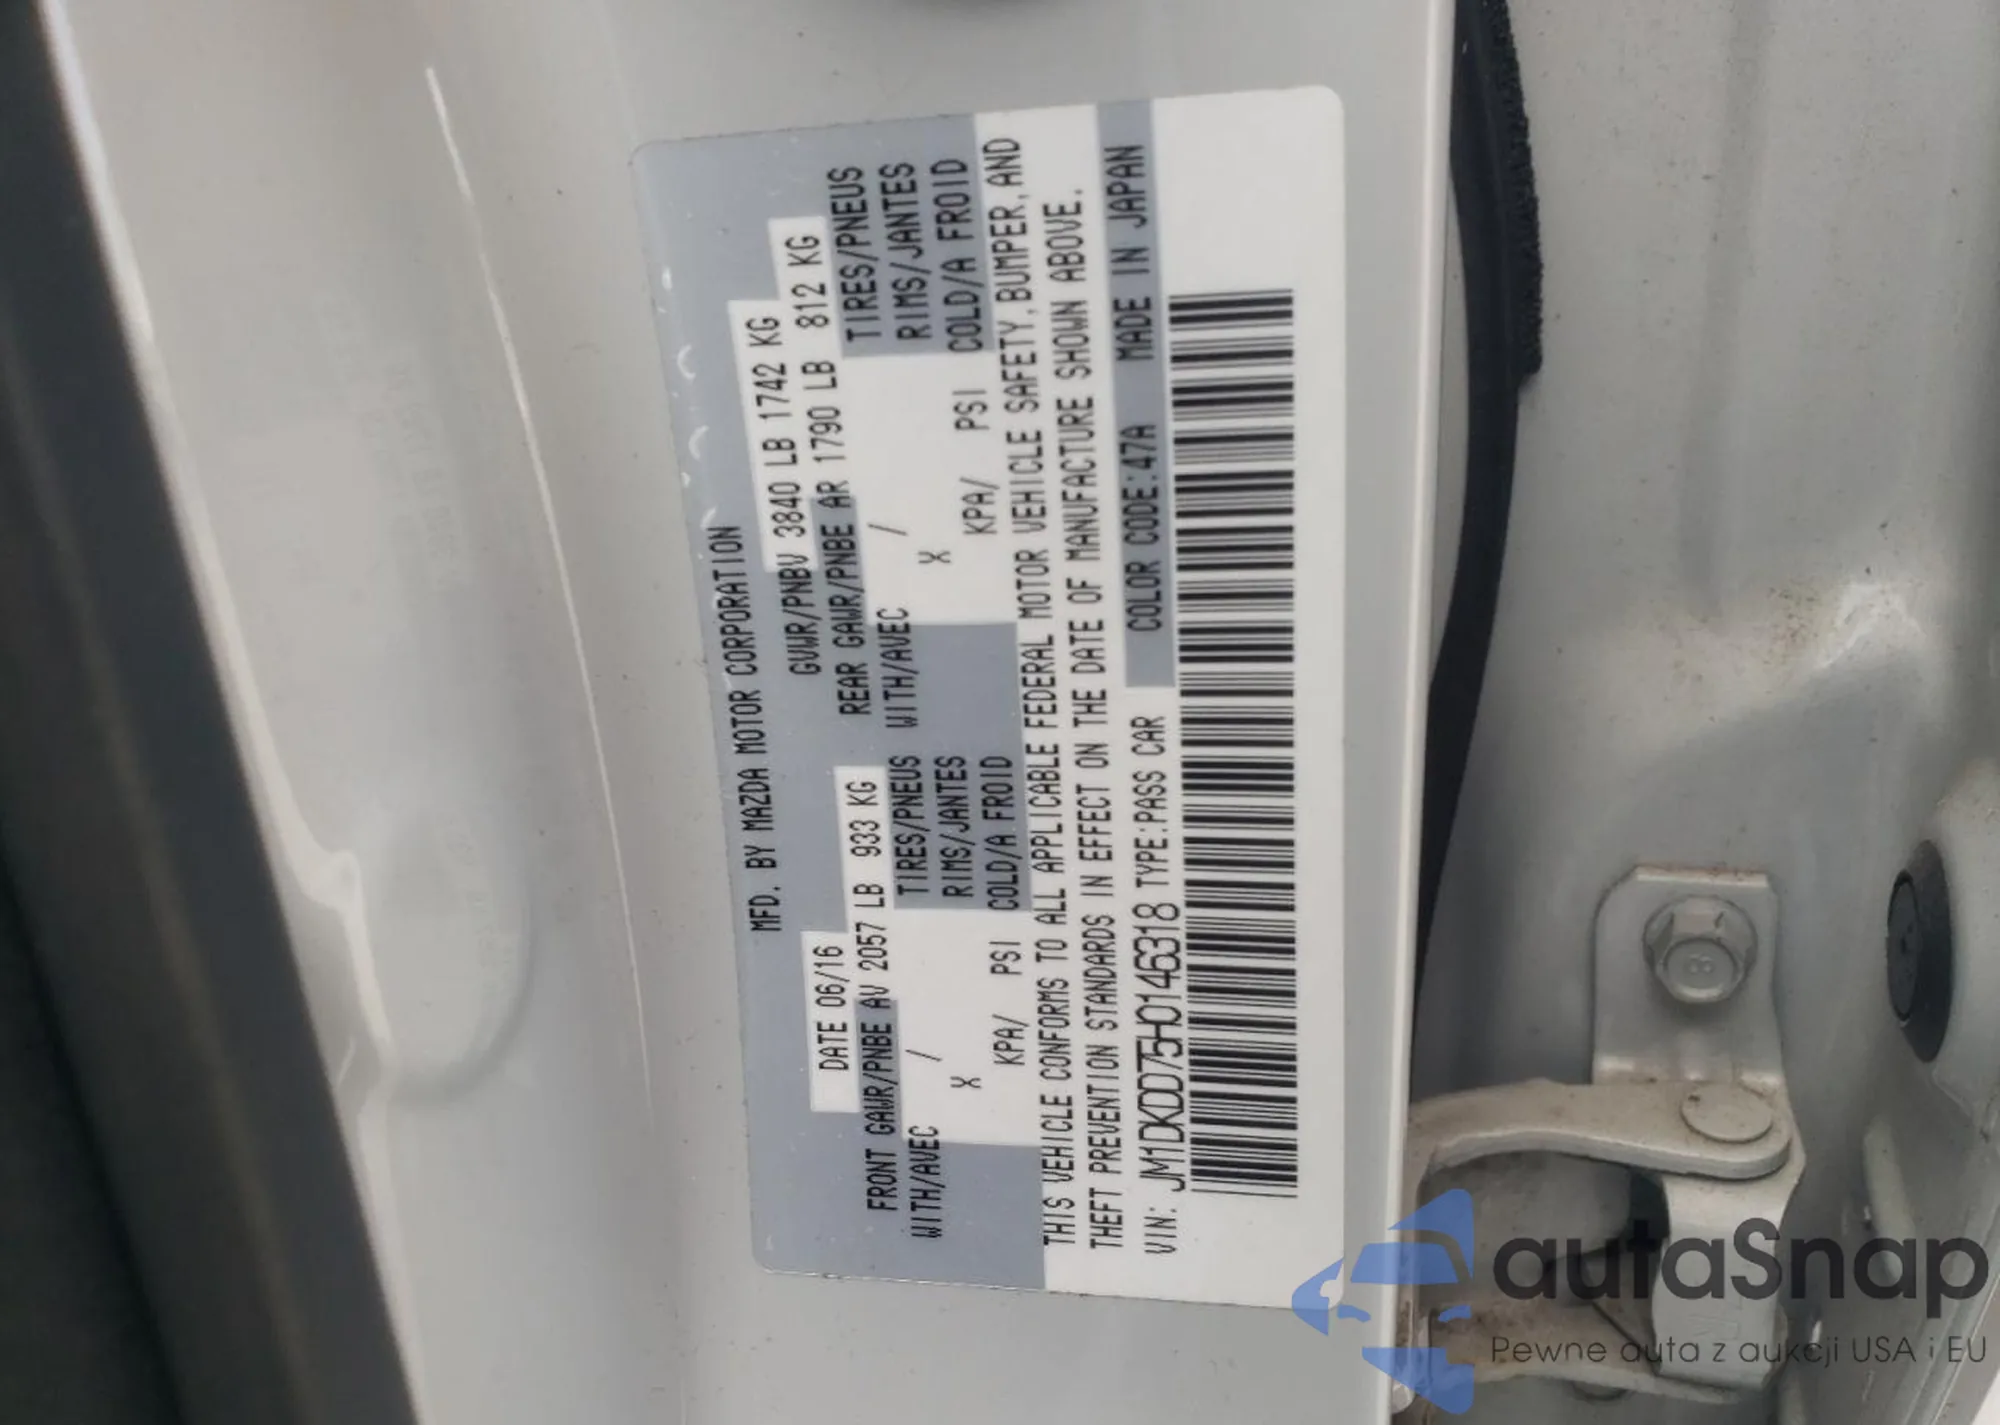 MFD. BY MAZDA MOTOR CORPORATION
DATE 06/16 GVWR/PNBV 3840 LB 1742 KG
FRONT GAWR/PNBE AV 2057 LB 933 KG REAR GAWR/PNBE AR 1790 LB 812 KG
WITH/AVEC / TIRES/PNEUS WITH/AVEC / TIRES/PNEUS
X RIMS/JANTES X RIMS/JANTES
KPA/ PSI COLD/A FROID KPA/ PSI COLD/A FROID
THIS VEHICLE CONFORMS TO ALL APPLICABLE FEDERAL MOTOR VEHICLE SAFETY, BUMPER, AND
THEFT PREVENTION STANDARDS IN EFFECT ON THE DATE OF MANUFACTURE SHOWN ABOVE.
VIN: JM1DKDD75H0146318 TYPE:PASS CAR COLOR CODE:47A MADE IN JAPAN
8
autaSnap
Pewne auta z aukcji USA i EU